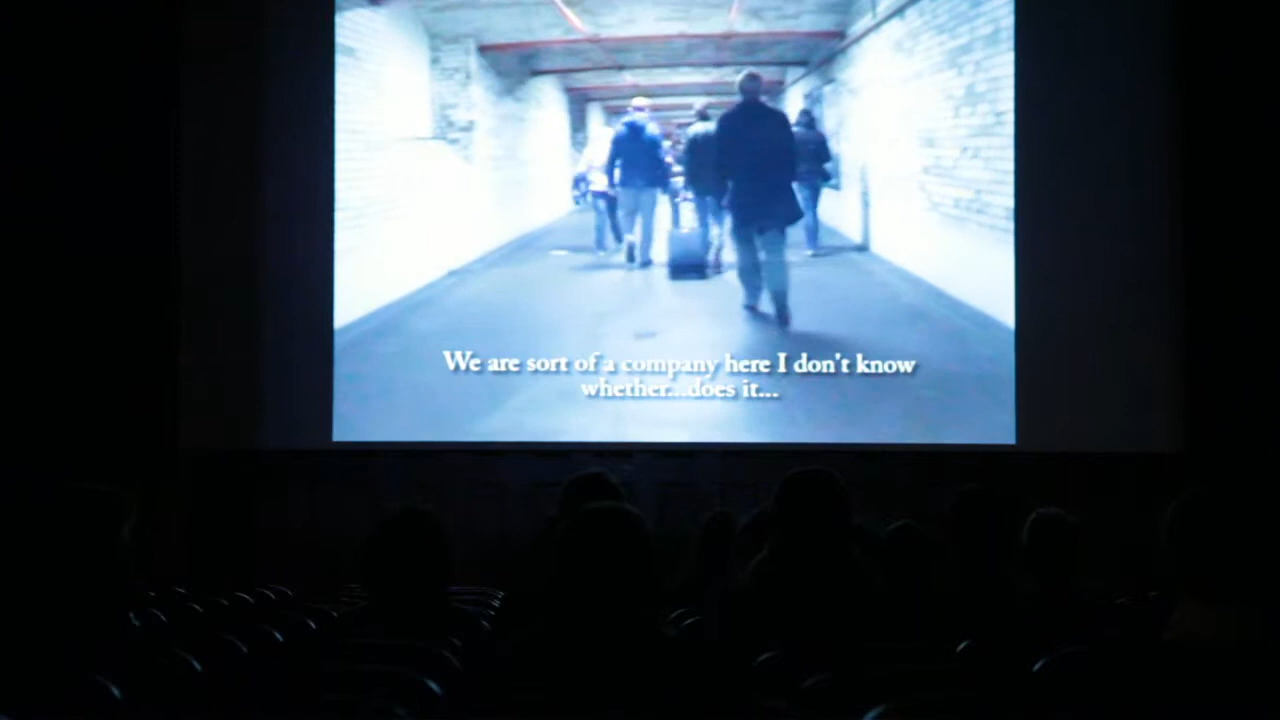 We are sort of a company here I don't know
whether...does it...